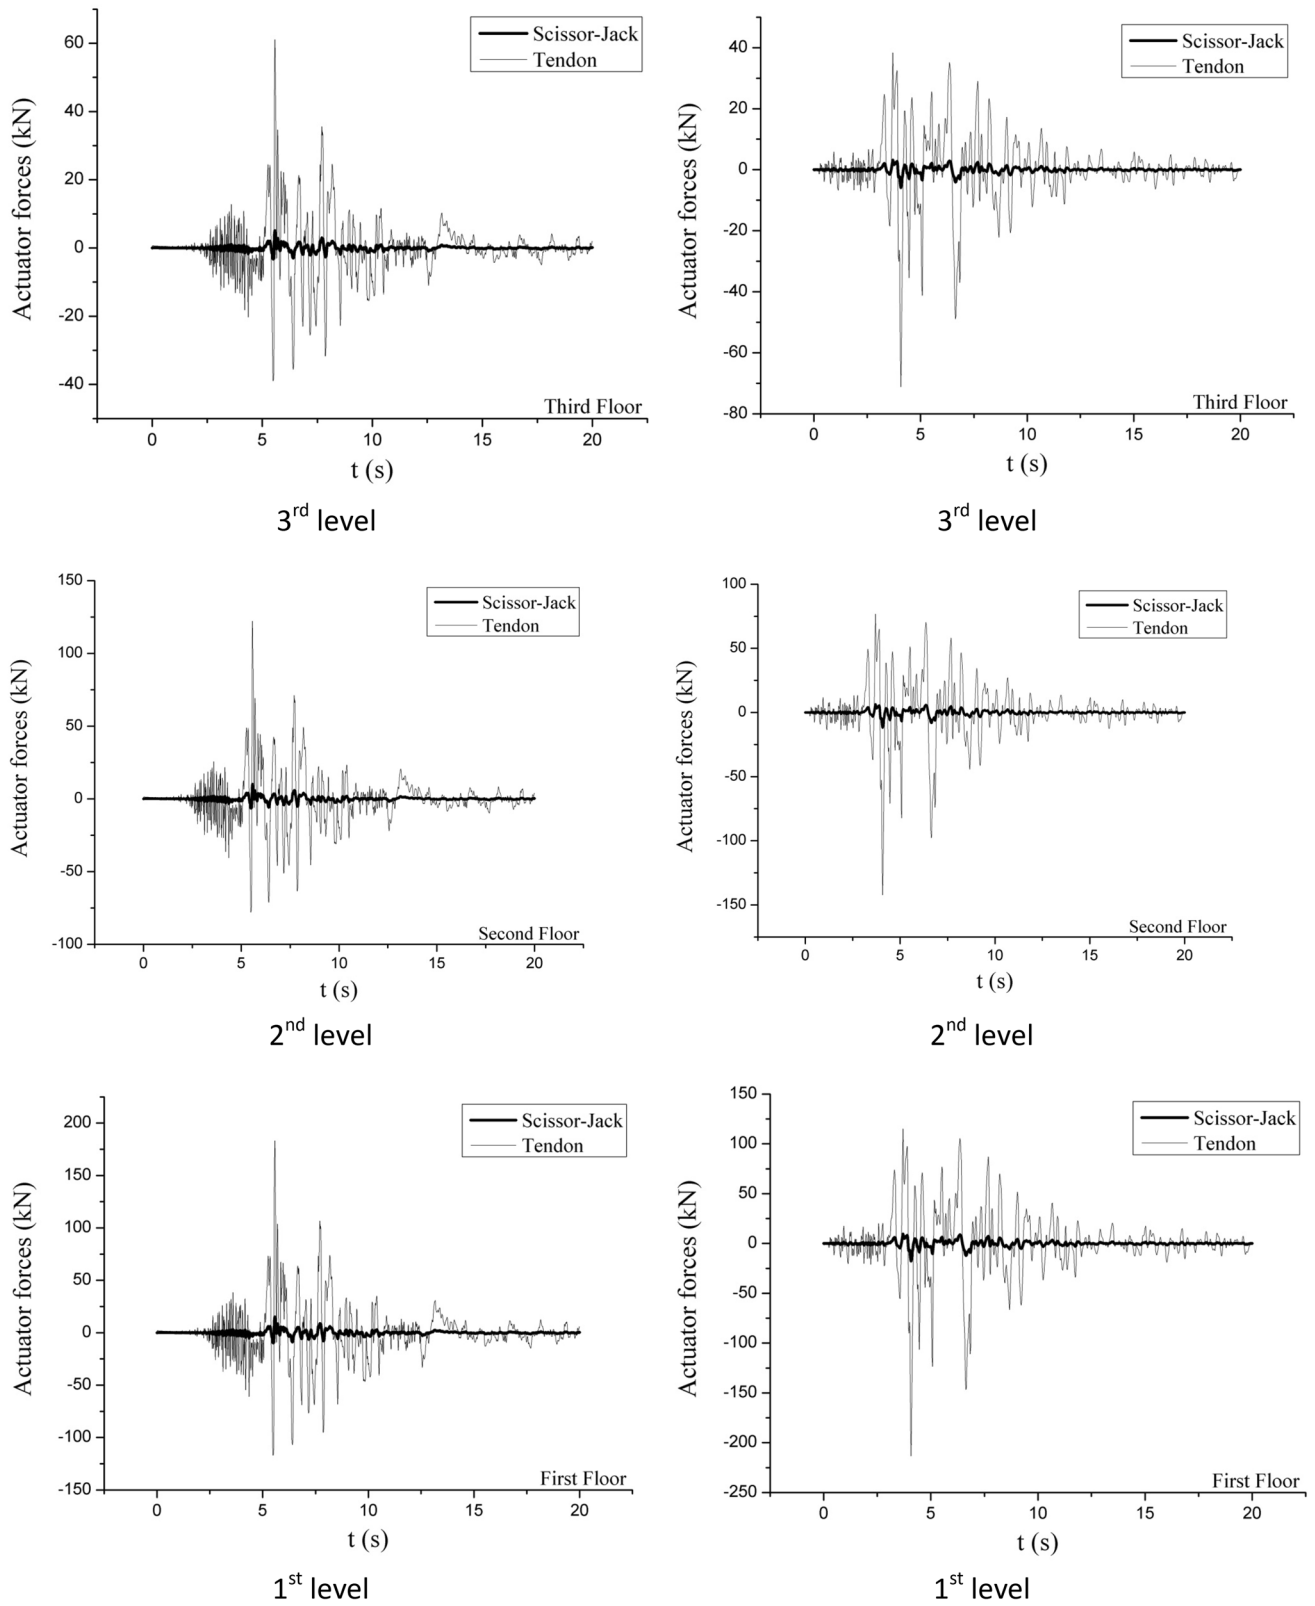 Scissor-Jack
Tendon
Actuator forces (kN)
60
40
20
0
-20
-40
Third Floor
0 5 10 15 20
t (s)
3rd level
Scissor-Jack
Tendon
Actuator forces (kN)
40
20
0
-20
-40
-60
-80
Third Floor
0 5 10 15 20
t (s)
3rd level
Scissor-Jack
Tendon
Actuator forces (kN)
150
100
50
0
-50
-100
Second Floor
0 5 10 15 20
t (s)
2nd level
Scissor-Jack
Tendon
Actuator forces (kN)
100
50
0
-50
-100
-150
Second Floor
0 5 10 15 20
t (s)
2nd level
Scissor-Jack
Tendon
Actuator forces (kN)
200
150
100
50
0
-50
-100
-150
First Floor
0 5 10 15 20
t (s)
1st level
Scissor-Jack
Tendon
Actuator forces (kN)
150
100
50
0
-50
-100
-150
-200
-250
First Floor
0 5 10 15 20
t (s)
1st level